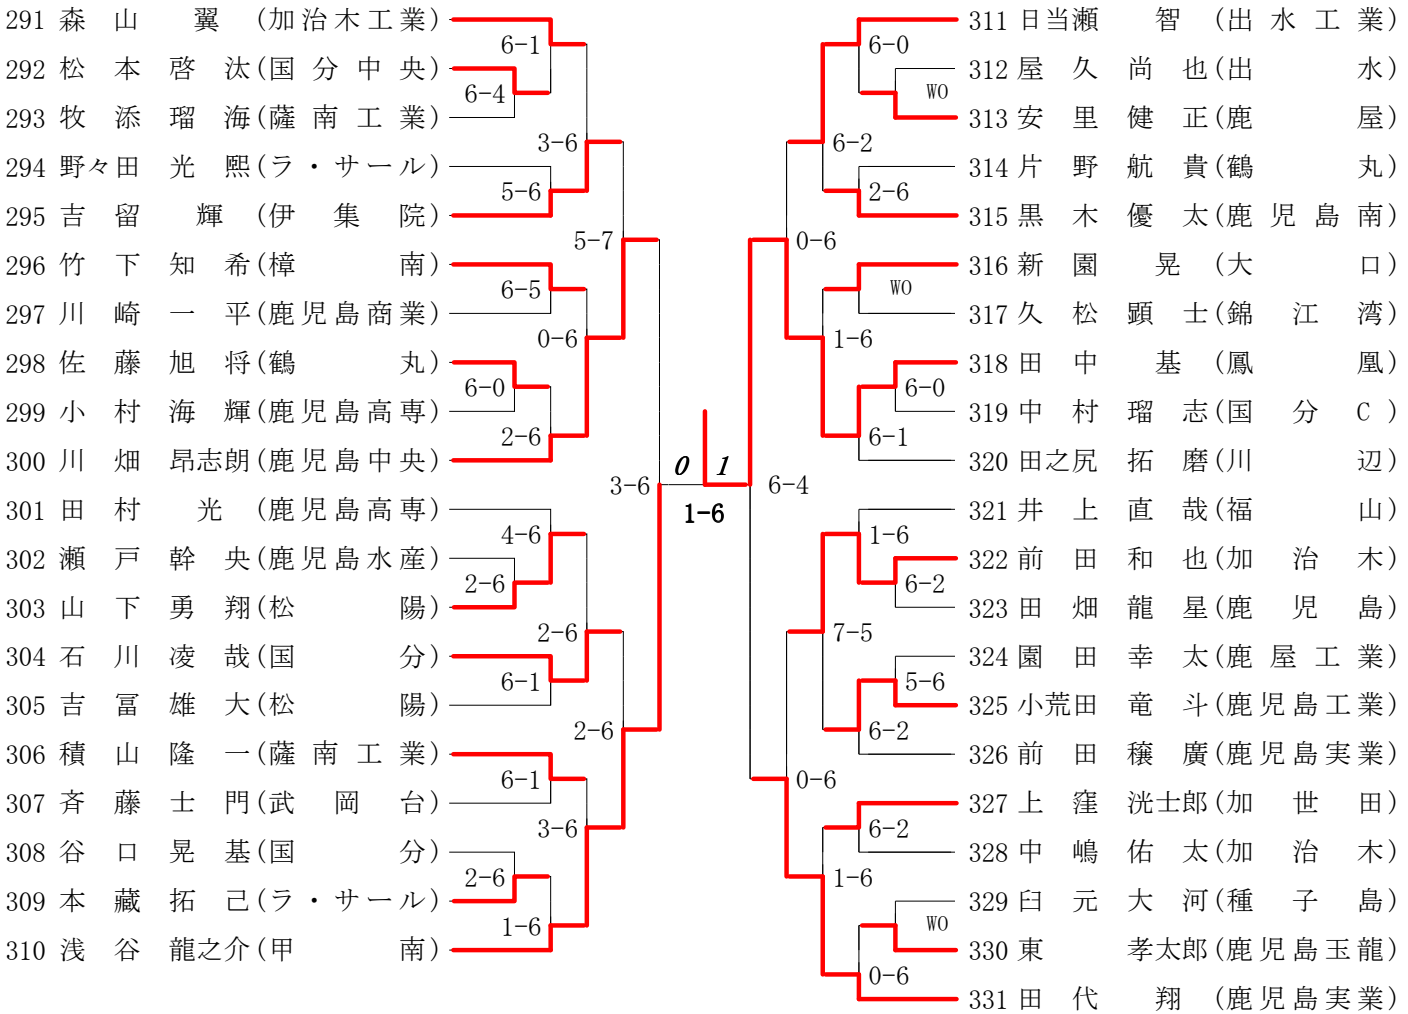 291 森山 翼 (加治木工業)
292 松本啓汰(国分中央)
293 牧添瑠海(薩南工業)
294 野々田光熙(ラ・サール)
295 吉留 輝 (伊集院)
296 竹下知希(樟南)
297 川崎一平(鹿児島商業)
298 佐藤旭将(鶴丸)
299 小村海輝(鹿児島高専)
300 川畑昂志朗(鹿児島中央)
301 田村 光 (鹿児島高専)
302 瀬戸幹央(鹿児島水産)
303 山下勇翔(松陽)
304 石川凌哉(国分)
305 吉冨雄大(松陽)
306 積山隆一(薩南工業)
307 斉藤士門(武岡台)
308 谷口晃基(国分)
309 本藏拓己(ラ・サール)
310 浅谷龍之介(甲南)
6-1
6-4
3-6
5-6
5-7
6-5
0-6
6-0
2-6
3-6
4-6
2-6
2-6
6-1
2-6
6-1
3-6
2-6
1-6
0 1
1-6
311 日当瀬 智 (出水工業)
312 屋久尚也(出水)
313 安里健正(鹿屋)
314 片野航貴(鶴丸)
315 黒木優太(鹿児島南)
316 新園 晃 (大口)
317 久松顕士(錦江湾)
318 田中 基 (鳳凰)
319 中村瑠志(国分C)
320 田之尻拓磨(川辺)
321 井上直哉(福山)
322 前田和也(加治木)
323 田畑龍星(鹿児島)
324 園田幸太(鹿屋工業)
325 小荒田竜斗(鹿児島工業)
326 前田穣廣(鹿児島実業)
327 上窪洸士郎(加世田)
328 中嶋佑太(加治木)
329 臼元大河(種子島)
330 東 孝太郎(鹿児島玉龍)
331 田代 翔 (鹿児島実業)
6-0
WO
6-2
2-6
0-6
WO
1-6
6-0
6-1
6-4
1-6
6-2
7-5
5-6
6-2
0-6
6-2
1-6
WO
0-6